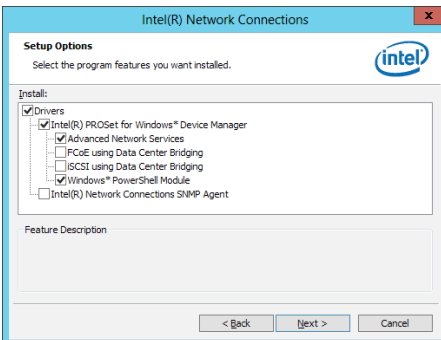 Intel(R) Network Connections
x
Setup Options
Select the program features you want installed.
intel
Install:
Drivers
Intel(R) PROSet for Windows* Device Manager
Advanced Network Services
FCoE using Data Center Bridging
iSCSI using Data Center Bridging
Windows* PowerShell Module
Intel(R) Network Connections SNMP Agent
Feature Description
< Back Next > Cancel